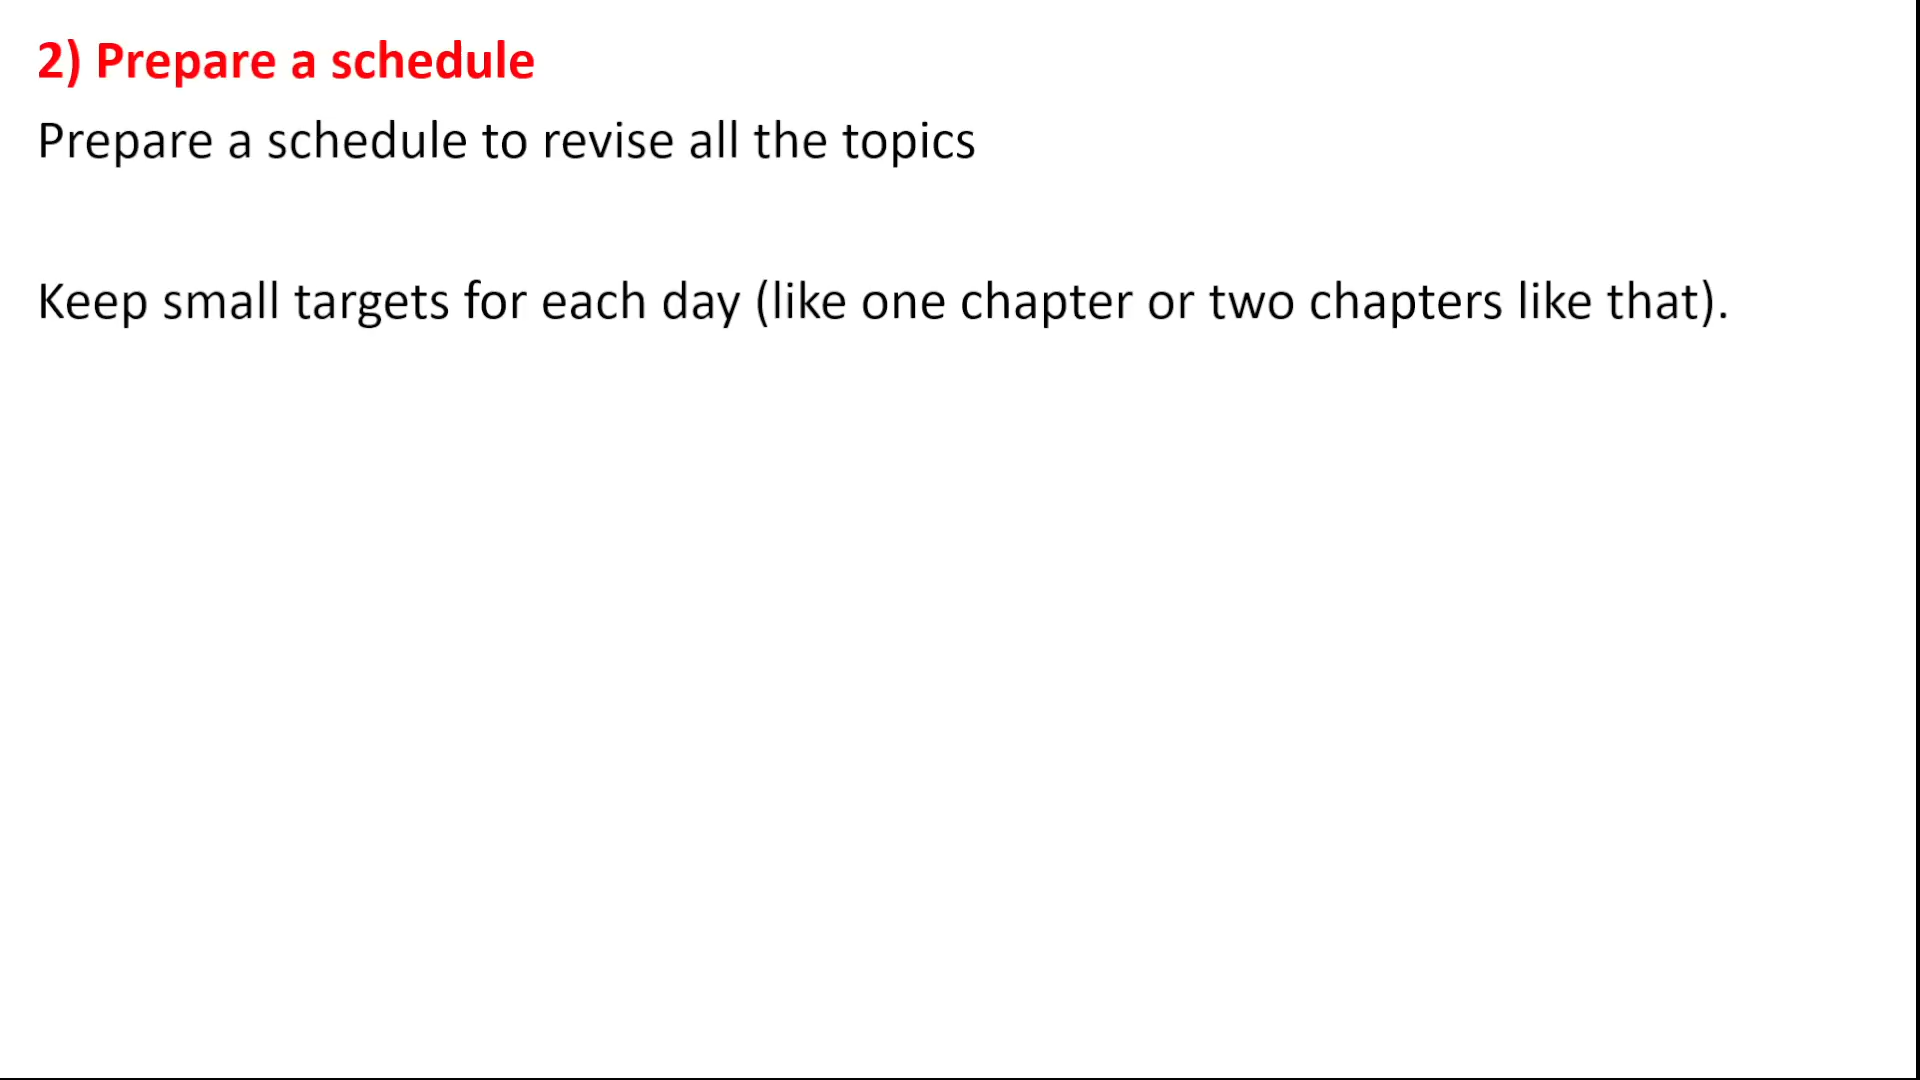 2) Prepare a schedule
Prepare a schedule to revise all the topics
Keep small targets for each day (like one chapter or two chapters like that).